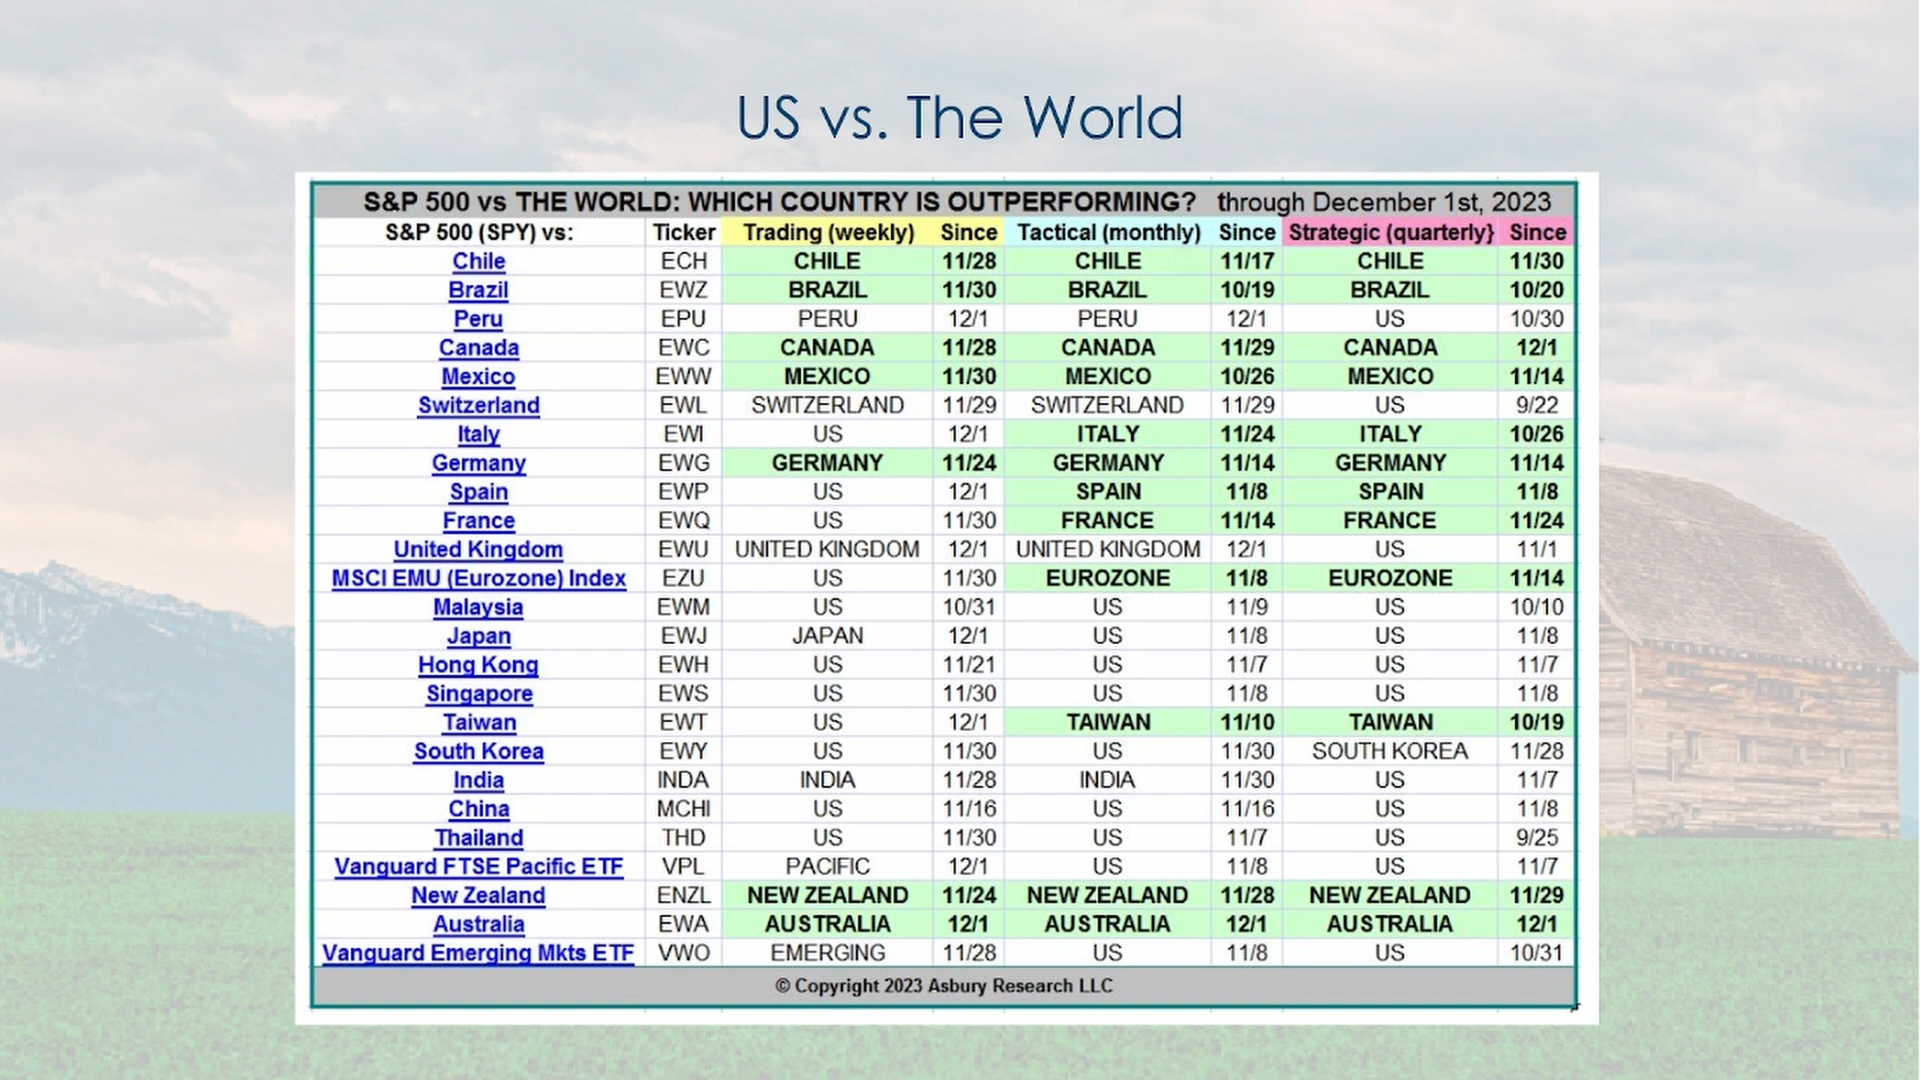 US vs. The World
S&P 500 vs THE WORLD: WHICH COUNTRY IS OUTPERFORMING? through December 1st, 2023
S&P 500 (SPY) vs: Ticker Trading (weekly) Since Tactical (monthly) Since Strategic (quarterly} Since
Chile ECH CHILE 11/28 CHILE 11/17 CHILE 11/30
Brazil EWZ BRAZIL 11/30 BRAZIL 10/19 BRAZIL 10/20
Peru EPU PERU 12/1 PERU 12/1 US 10/30
Canada EWC CANADA 11/28 CANADA 11/29 CANADA 12/1
Mexico EWW MEXICO 11/30 MEXICO 10/26 MEXICO 11/14
Switzerland EWL SWITZERLAND 11/29 SWITZERLAND 11/29 US 9/22
Italy EWI US 12/1 ITALY 11/24 ITALY 10/26
Germany EWG GERMANY 11/24 GERMANY 11/14 GERMANY 11/14
Spain EWP US 12/1 SPAIN 11/8 SPAIN 11/8
France EWQ US 11/30 FRANCE 11/14 FRANCE 11/24
United Kingdom EWU UNITED KINGDOM 12/1 UNITED KINGDOM 12/1 US 11/1
MSCI EMU (Eurozone) Index EZU US 11/30 EUROZONE 11/8 EUROZONE 11/14
Malaysia EWM US 10/31 US 11/9 US 10/10
Japan EWJ JAPAN 12/1 US 11/8 US 11/8
Hong Kong EWH US 11/21 US 11/7 US 11/7
Singapore EWS US 11/30 US 11/8 US 11/8
Taiwan EWT US 12/1 TAIWAN 11/10 TAIWAN 10/19
South Korea EWY US 11/30 US 11/30 SOUTH KOREA 11/28
India INDA INDIA 11/28 INDIA 11/30 US 11/7
China MCHI US 11/16 US 11/16 US 11/8
Thailand THD US 11/30 US 11/7 US 9/25
Vanguard FTSE Pacific ETF VPL PACIFIC 12/1 US 11/8 US 11/7
New Zealand ENZL NEW ZEALAND 11/24 NEW ZEALAND 11/28 NEW ZEALAND 11/29
Australia EWA AUSTRALIA 12/1 AUSTRALIA 12/1 AUSTRALIA 12/1
Vanguard Emerging Mkts ETF VWO EMERGING 11/28 US 11/8 US 10/31
© Copyright 2023 Asbury Research LLC